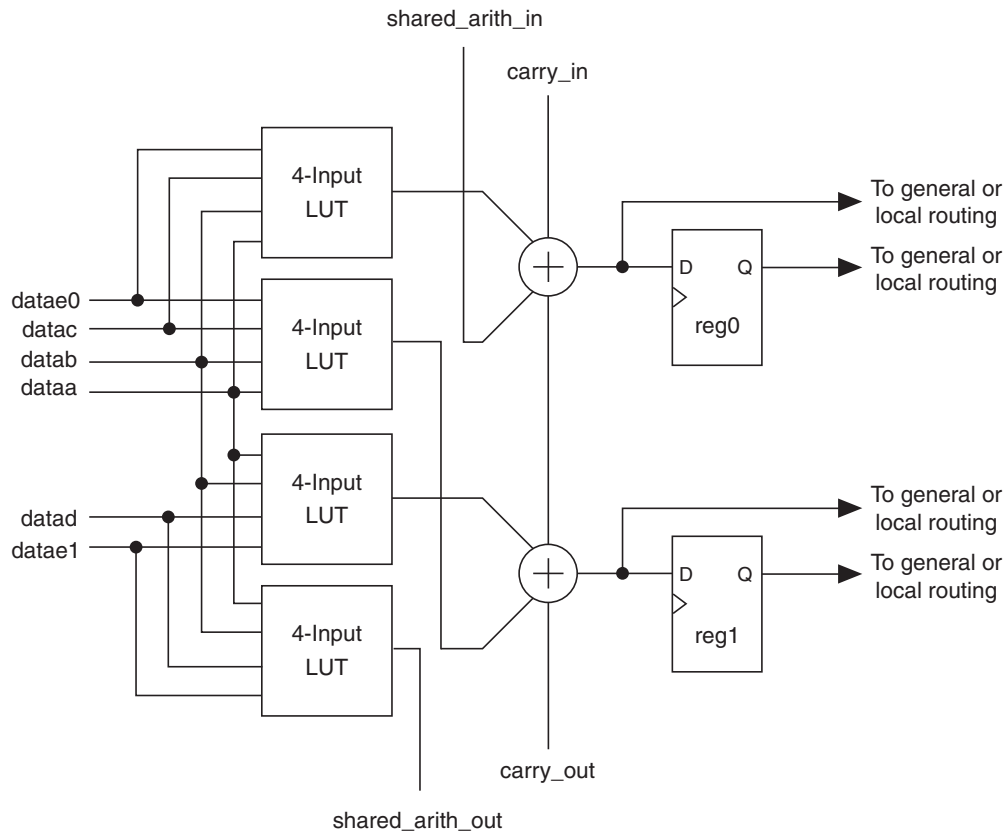 shared_arith_in
carry_in
4-Input
LUT
To general or
local routing
D Q
To general or
local routing
reg0
4-Input
LUT
datae0
datac
datab
dataa
4-Input
LUT
To general or
local routing
datad
datae1
D Q
To general or
local routing
reg1
4-Input
LUT
carry_out
shared_arith_out